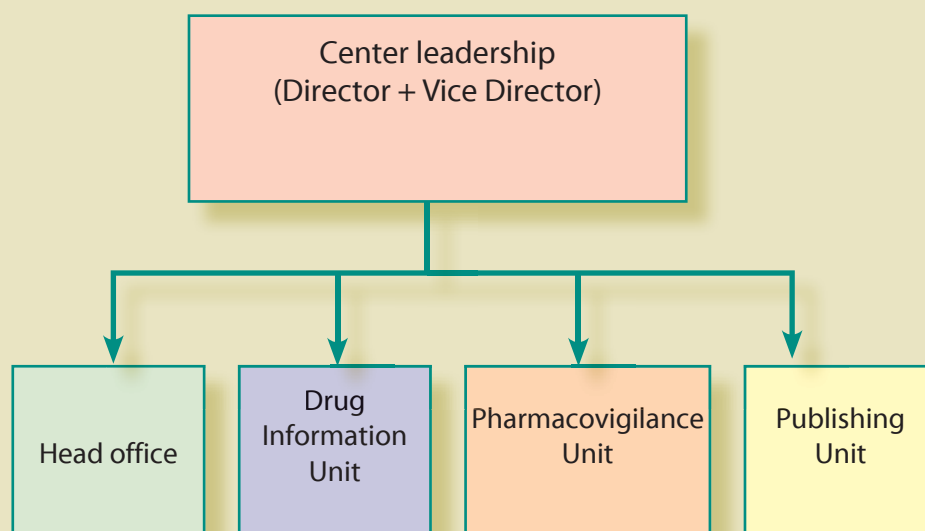 Center leadership
(Director + Vice Director)
Head office
Drug
Information
Unit
Pharmacovigilance
Unit
Publishing
Unit